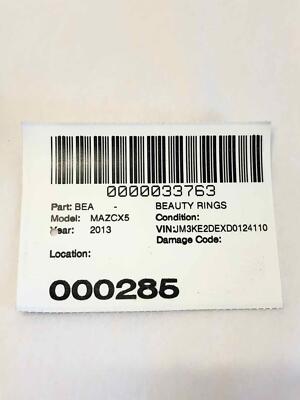 0000033763
Part: BEA - BEAUTY RINGS
Model: MAZCX5 Condition:
Year: 2013 VIN:JM3KE2DEXD0124110
Damage Code:
Location:
000285